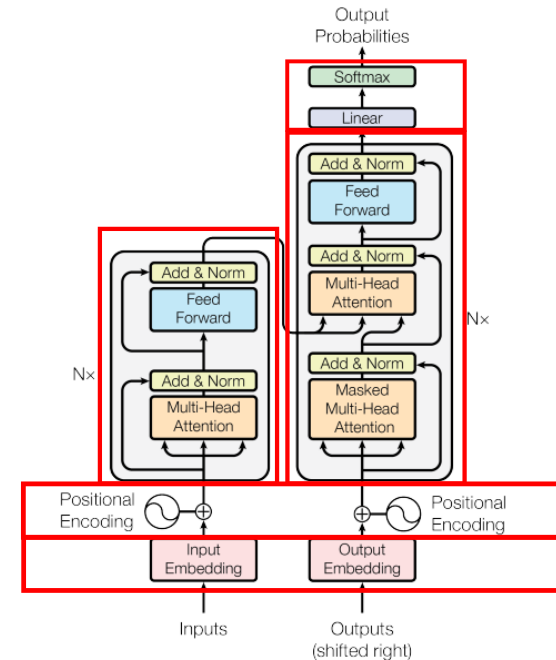 Output
Probabilities
Softmax
Linear
Add & Norm
Feed
Forward
Add & Norm
Multi-Head
Attention
Add & Norm
Masked
Multi-Head
Attention
N×
Add & Norm
Feed
Forward
Add & Norm
Multi-Head
Attention
N×
Positional
Encoding
Positional
Encoding
Input
Embedding
Output
Embedding
Inputs
Outputs
(shifted right)